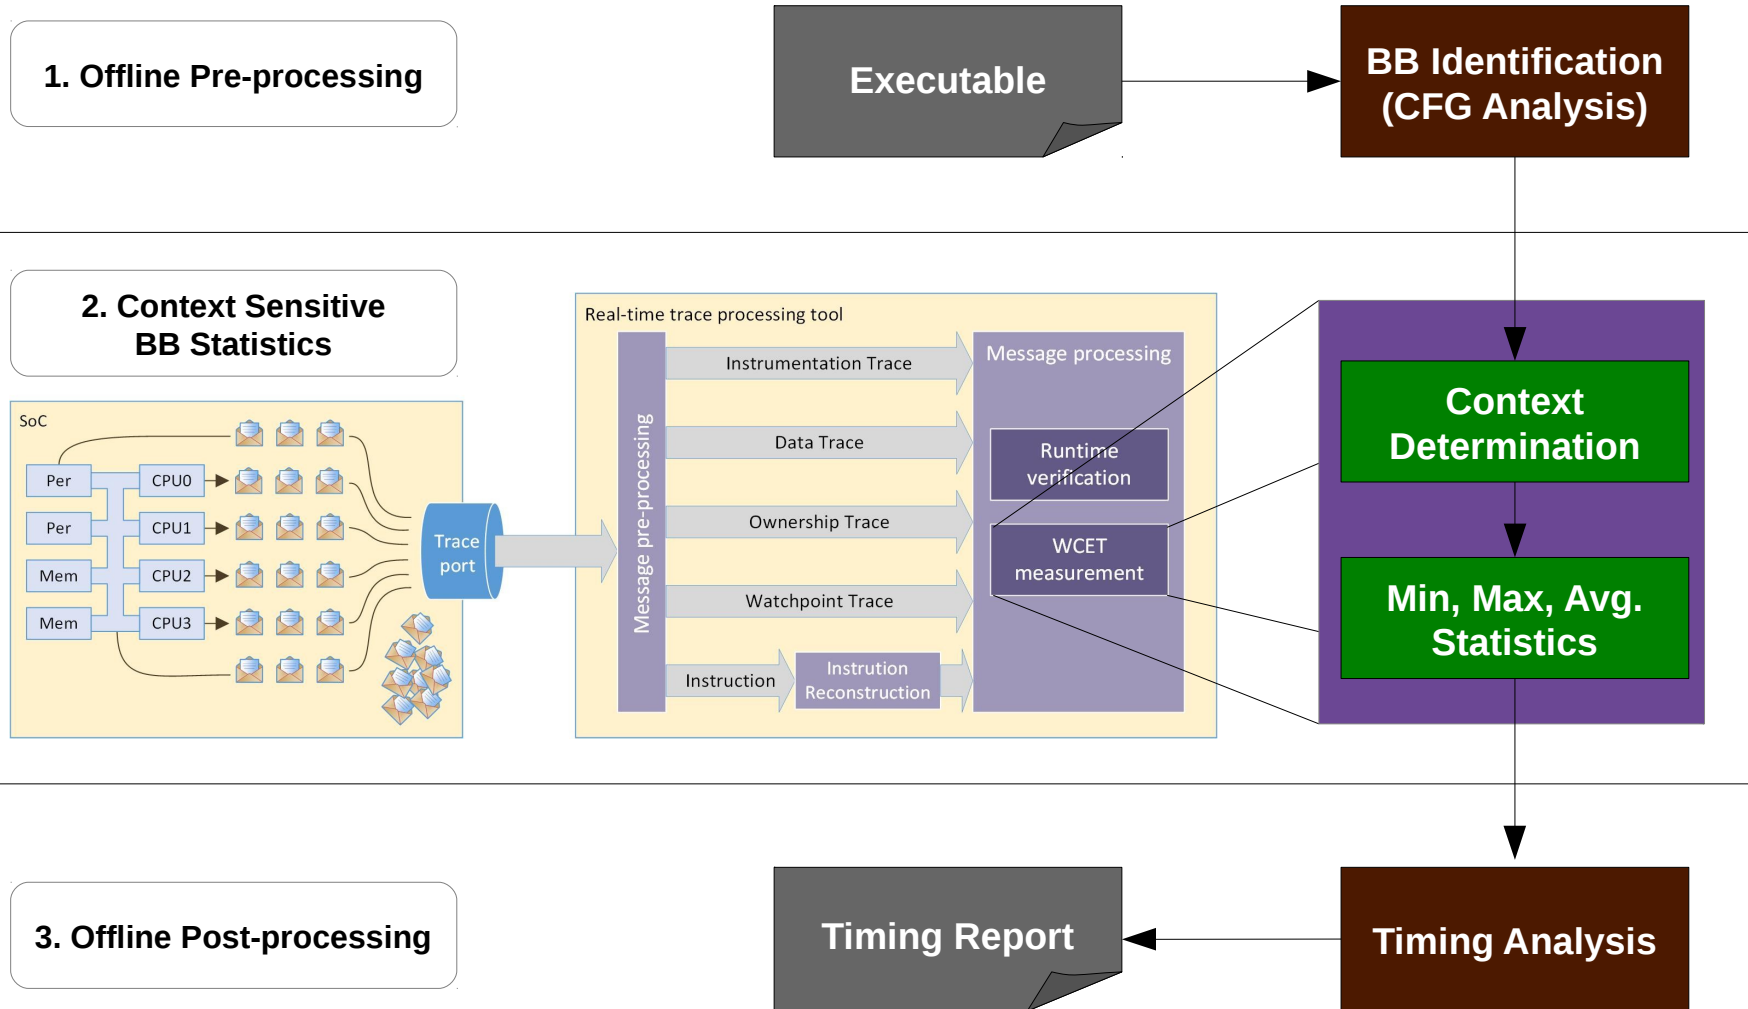 1. Offline Pre-processing
Executable
BB Identification
(CFG Analysis)
2. Context Sensitive
BB Statistics
SoC
Per
CPU0
Per
CPU1
Mem
CPU2
Mem
CPU3
Trace
port
Real-time trace processing tool
Message pre-processing
Instrumentation Trace
Data Trace
Ownership Trace
Watchpoint Trace
Instruction
Instrution
Reconstruction
Message processing
Runtime
verification
WCET
measurement
Context
Determination
Min, Max, Avg.
Statistics
3. Offline Post-processing
Timing Report
Timing Analysis